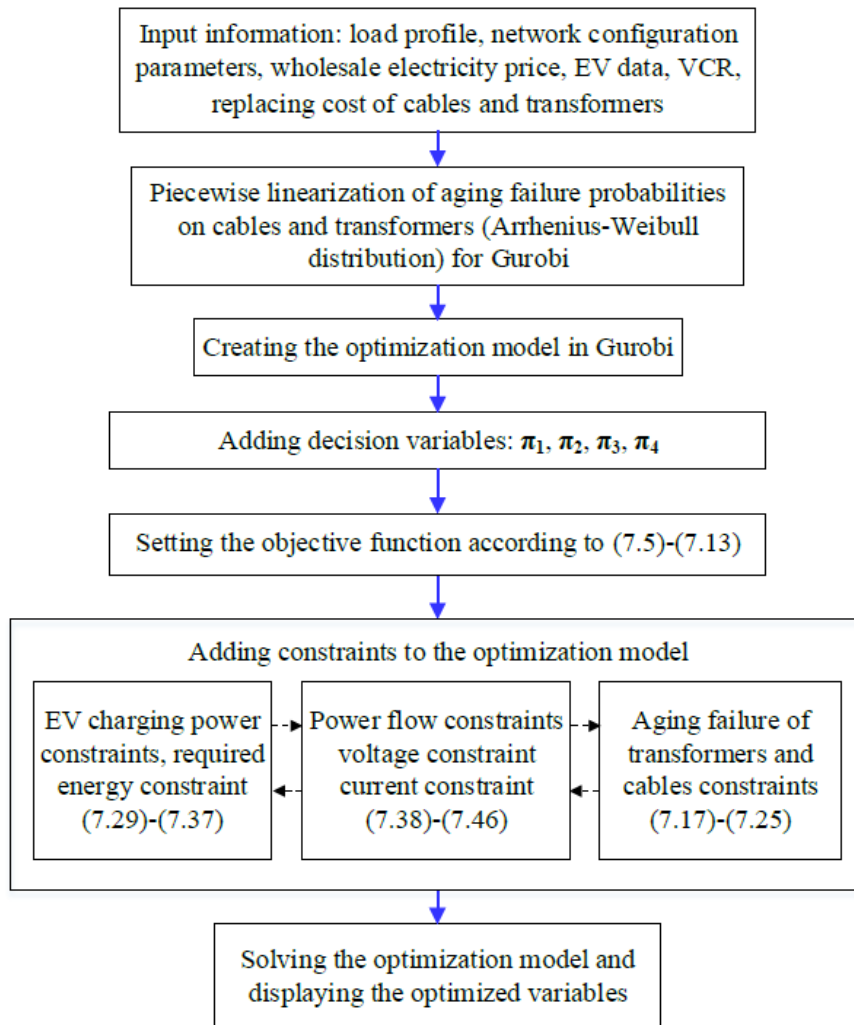 Input information: load profile, network configuration
parameters, wholesale electricity price, EV data, VCR,
replacing cost of cables and transformers
Piecewise linearization of aging failure probabilities
on cables and transformers (Arrhenius-Weibull
distribution) for Gurobi
Creating the optimization model in Gurobi
Adding decision variables: π₁, π₂, π₃, π₄
Setting the objective function according to (7.5)-(7.13)
Adding constraints to the optimization model
EV charging power
constraints, required
energy constraint
(7.29)-(7.37)
Power flow constraints
voltage constraint
current constraint
(7.38)-(7.46)
Aging failure of
transformers and
cables constraints
(7.17)-(7.25)
Solving the optimization model and
displaying the optimized variables